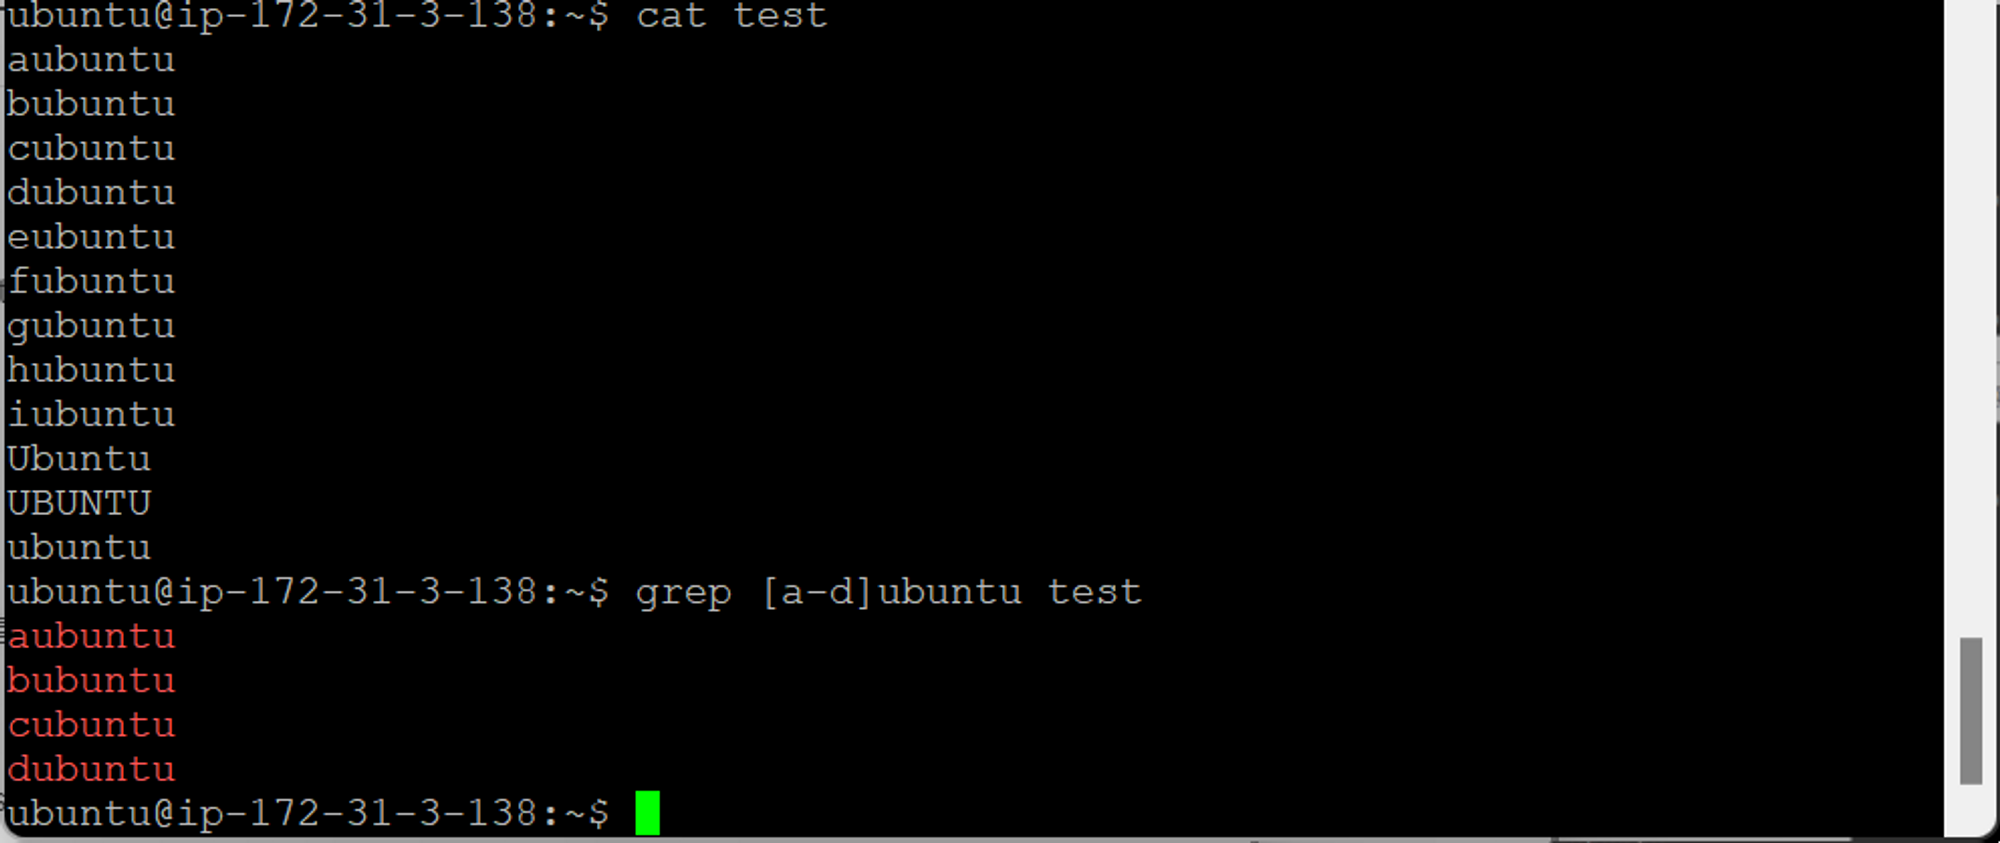 ubuntu@ip-172-31-3-138:~$ cat test
aubuntu
bubuntu
cubuntu
dubuntu
eubuntu
fubuntu
gubuntu
hubuntu
iubuntu
Ubuntu
UBUNTU
ubuntu
ubuntu@ip-172-31-3-138:~$ grep [a-d]ubuntu test
aubuntu
bubuntu
cubuntu
dubuntu
ubuntu@ip-172-31-3-138:~$